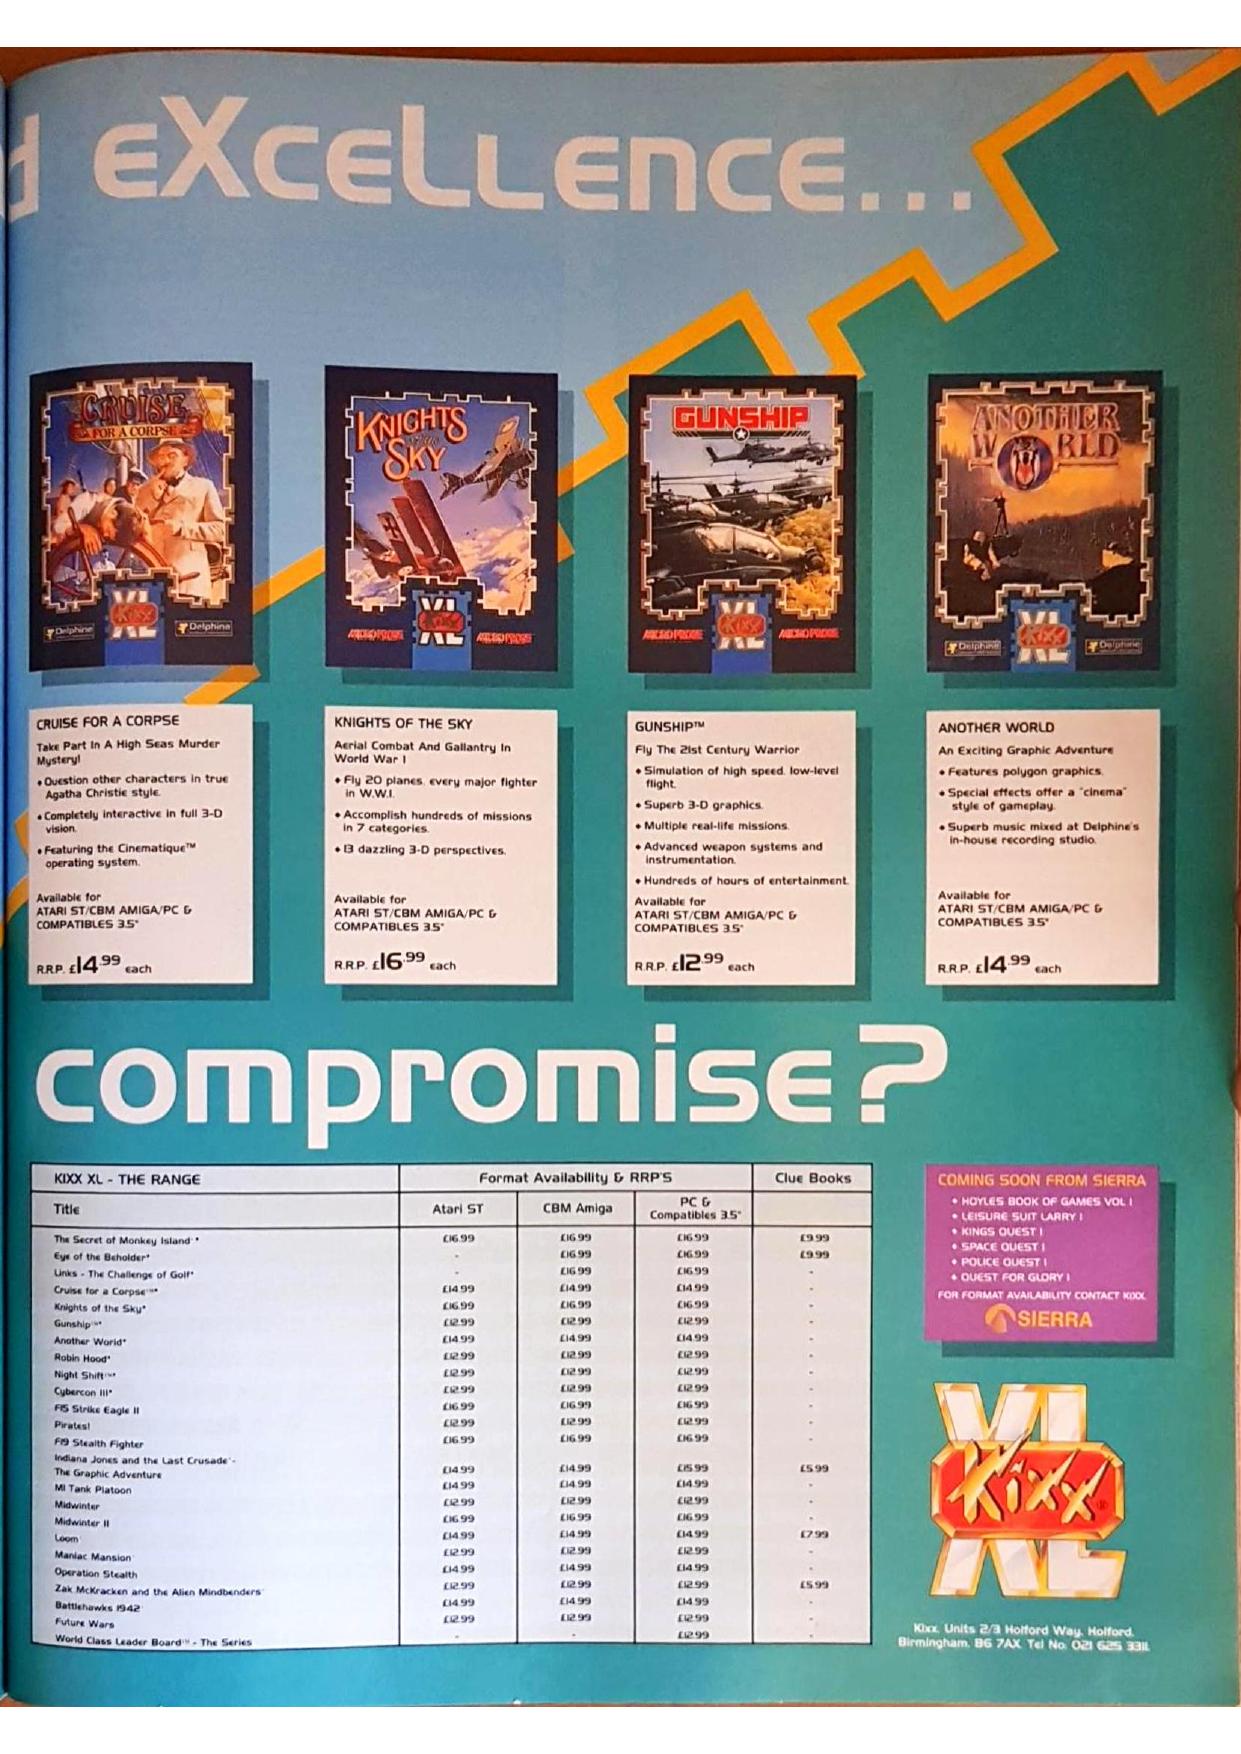 d eXCeLLENCE...
CRUISE
FOR A CORPSE
Delphine
KiXX
XL
Delphine
KNIGHTS
of the
SKY
MICROPROSE
KiXX
XL
MICROPROSE
GUNSHIP
MICROPROSE
KiXX
XL
MICROPROSE
ANOTHER
WORLD
Delphine
KiXX
XL
Delphine
CRUISE FOR A CORPSE
Take Part In A High Seas Murder
Mystery!
• Question other characters in true
Agatha Christie style.
• Completely interactive in full 3-D
vision.
• Featuring the Cinematique™
operating system.
Available for
ATARI ST/CBM AMIGA/PC &
COMPATIBLES 3.5"
R.R.P. £14.99 each
KNIGHTS OF THE SKY
Aerial Combat And Gallantry In
World War I
• Fly 20 planes, every major fighter
in W.W.I.
• Accomplish hundreds of missions
in 7 categories.
• 13 dazzling 3-D perspectives.
Available for
ATARI ST/CBM AMIGA/PC &
COMPATIBLES 3.5"
R.R.P. £16.99 each
GUNSHIP™
Fly The 21st Century Warrior
• Simulation of high speed, low-level
flight.
• Superb 3-D graphics.
• Multiple real-life missions.
• Advanced weapon systems and
instrumentation.
• Hundreds of hours of entertainment.
Available for
ATARI ST/CBM AMIGA/PC &
COMPATIBLES 3.5"
R.R.P. £12.99 each
ANOTHER WORLD
An Exciting Graphic Adventure
• Features polygon graphics.
• Special effects offer a "cinema"
style of gameplay.
• Superb music mixed at Delphine's
in-house recording studio.
Available for
ATARI ST/CBM AMIGA/PC &
COMPATIBLES 3.5"
R.R.P. £14.99 each
compromise?
KIXX XL - THE RANGE Format Availability & RRP'S Clue Books
Title Atari ST CBM Amiga PC & Compatibles 3.5"
The Secret of Monkey Island * £16.99 £16.99 £16.99 £9.99
Eye of the Beholder* - £16.99 £16.99 £9.99
Links - The Challenge of Golf* - £16.99 £16.99 -
Cruise for a Corpse™* £14.99 £14.99 £14.99 -
Knights of the Sky* £16.99 £16.99 £16.99 -
Gunship™* £12.99 £12.99 £12.99 -
Another World* £14.99 £14.99 £14.99 -
Robin Hood* £12.99 £12.99 £12.99 -
Night Shift™* £12.99 £12.99 £12.99 -
Cybercon III* £12.99 £12.99 £12.99 -
F15 Strike Eagle II £16.99 £16.99 £16.99 -
Pirates! £12.99 £12.99 £12.99 -
F19 Stealth Fighter £16.99 £16.99 £16.99 -
Indiana Jones and the Last Crusade -
The Graphic Adventure £14.99 £14.99 £15.99 £5.99
M1 Tank Platoon £14.99 £14.99 £14.99 -
Midwinter £12.99 £12.99 £12.99 -
Midwinter II £16.99 £16.99 £16.99 -
Loom £14.99 £14.99 £14.99 £7.99
Maniac Mansion £12.99 £12.99 £12.99 -
Operation Stealth £14.99 £14.99 £14.99 -
Zak McKracken and the Alien Mindbenders £12.99 £12.99 £12.99 £5.99
Battlehawks 1942 £14.99 £14.99 £14.99 -
Future Wars £12.99 £12.99 £12.99 -
World Class Leader Board™ - The Series - - £12.99 -
COMING SOON FROM SIERRA
• HOYLES BOOK OF GAMES VOL I
• LEISURE SUIT LARRY I
• KINGS QUEST I
• SPACE QUEST I
• POLICE QUEST I
• QUEST FOR GLORY I
FOR FORMAT AVAILABILITY CONTACT KIXX.
SIERRA
XL
KiXX®
XL
Kixx, Units 2/3 Holford Way, Holford,
Birmingham, B6 7AX. Tel No: 021 625 3311.